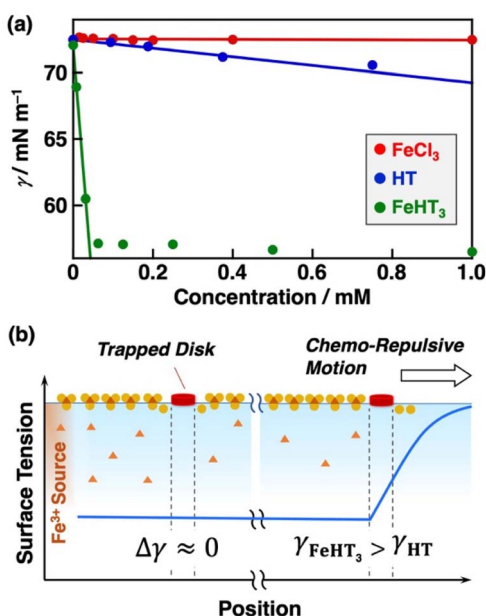 (a)
70
65
60
γ / mN m⁻¹
FeCl₃
HT
FeHT₃
0
0.2
0.4
0.6
0.8
1.0
Concentration / mM
(b)
Trapped Disk
Chemo-Repulsive
Motion
Surface Tension
Fe³⁺ Source
Δγ ≈ 0
γFeHT₃ > γHT
Position